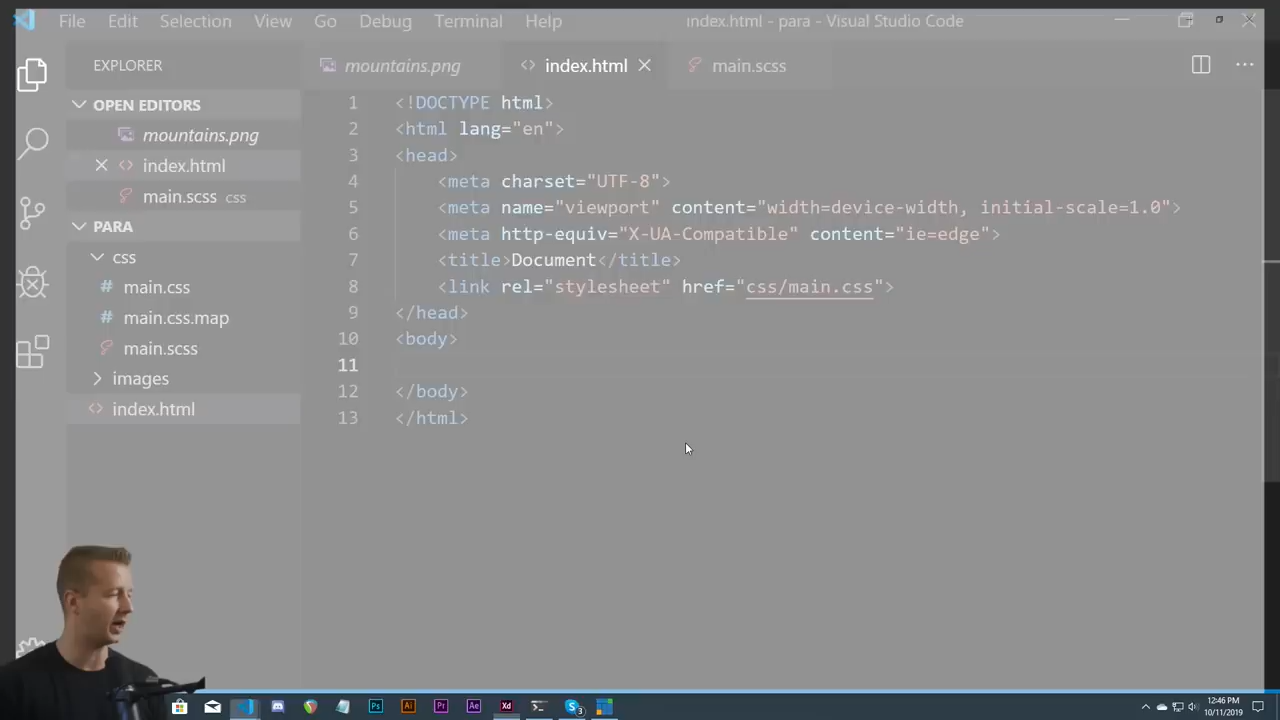 File Edit Selection View Go Debug Terminal Help index.html - para - Visual Studio Code
EXPLORER
OPEN EDITORS
mountains.png
index.html
main.scss css
PARA
css
main.css
main.css.map
main.scss
images
index.html
mountains.png index.html main.scss
1 <!DOCTYPE html>
2 <html lang="en">
3 <head>
4 <meta charset="UTF-8">
5 <meta name="viewport" content="width=device-width, initial-scale=1.0">
6 <meta http-equiv="X-UA-Compatible" content="ie=edge">
7 <title>Document</title>
8 <link rel="stylesheet" href="css/main.css">
9 </head>
10 <body>
11
12 </body>
13 </html>
Ps Ai Pr Ae Xd
12:46 PM
10/11/2019